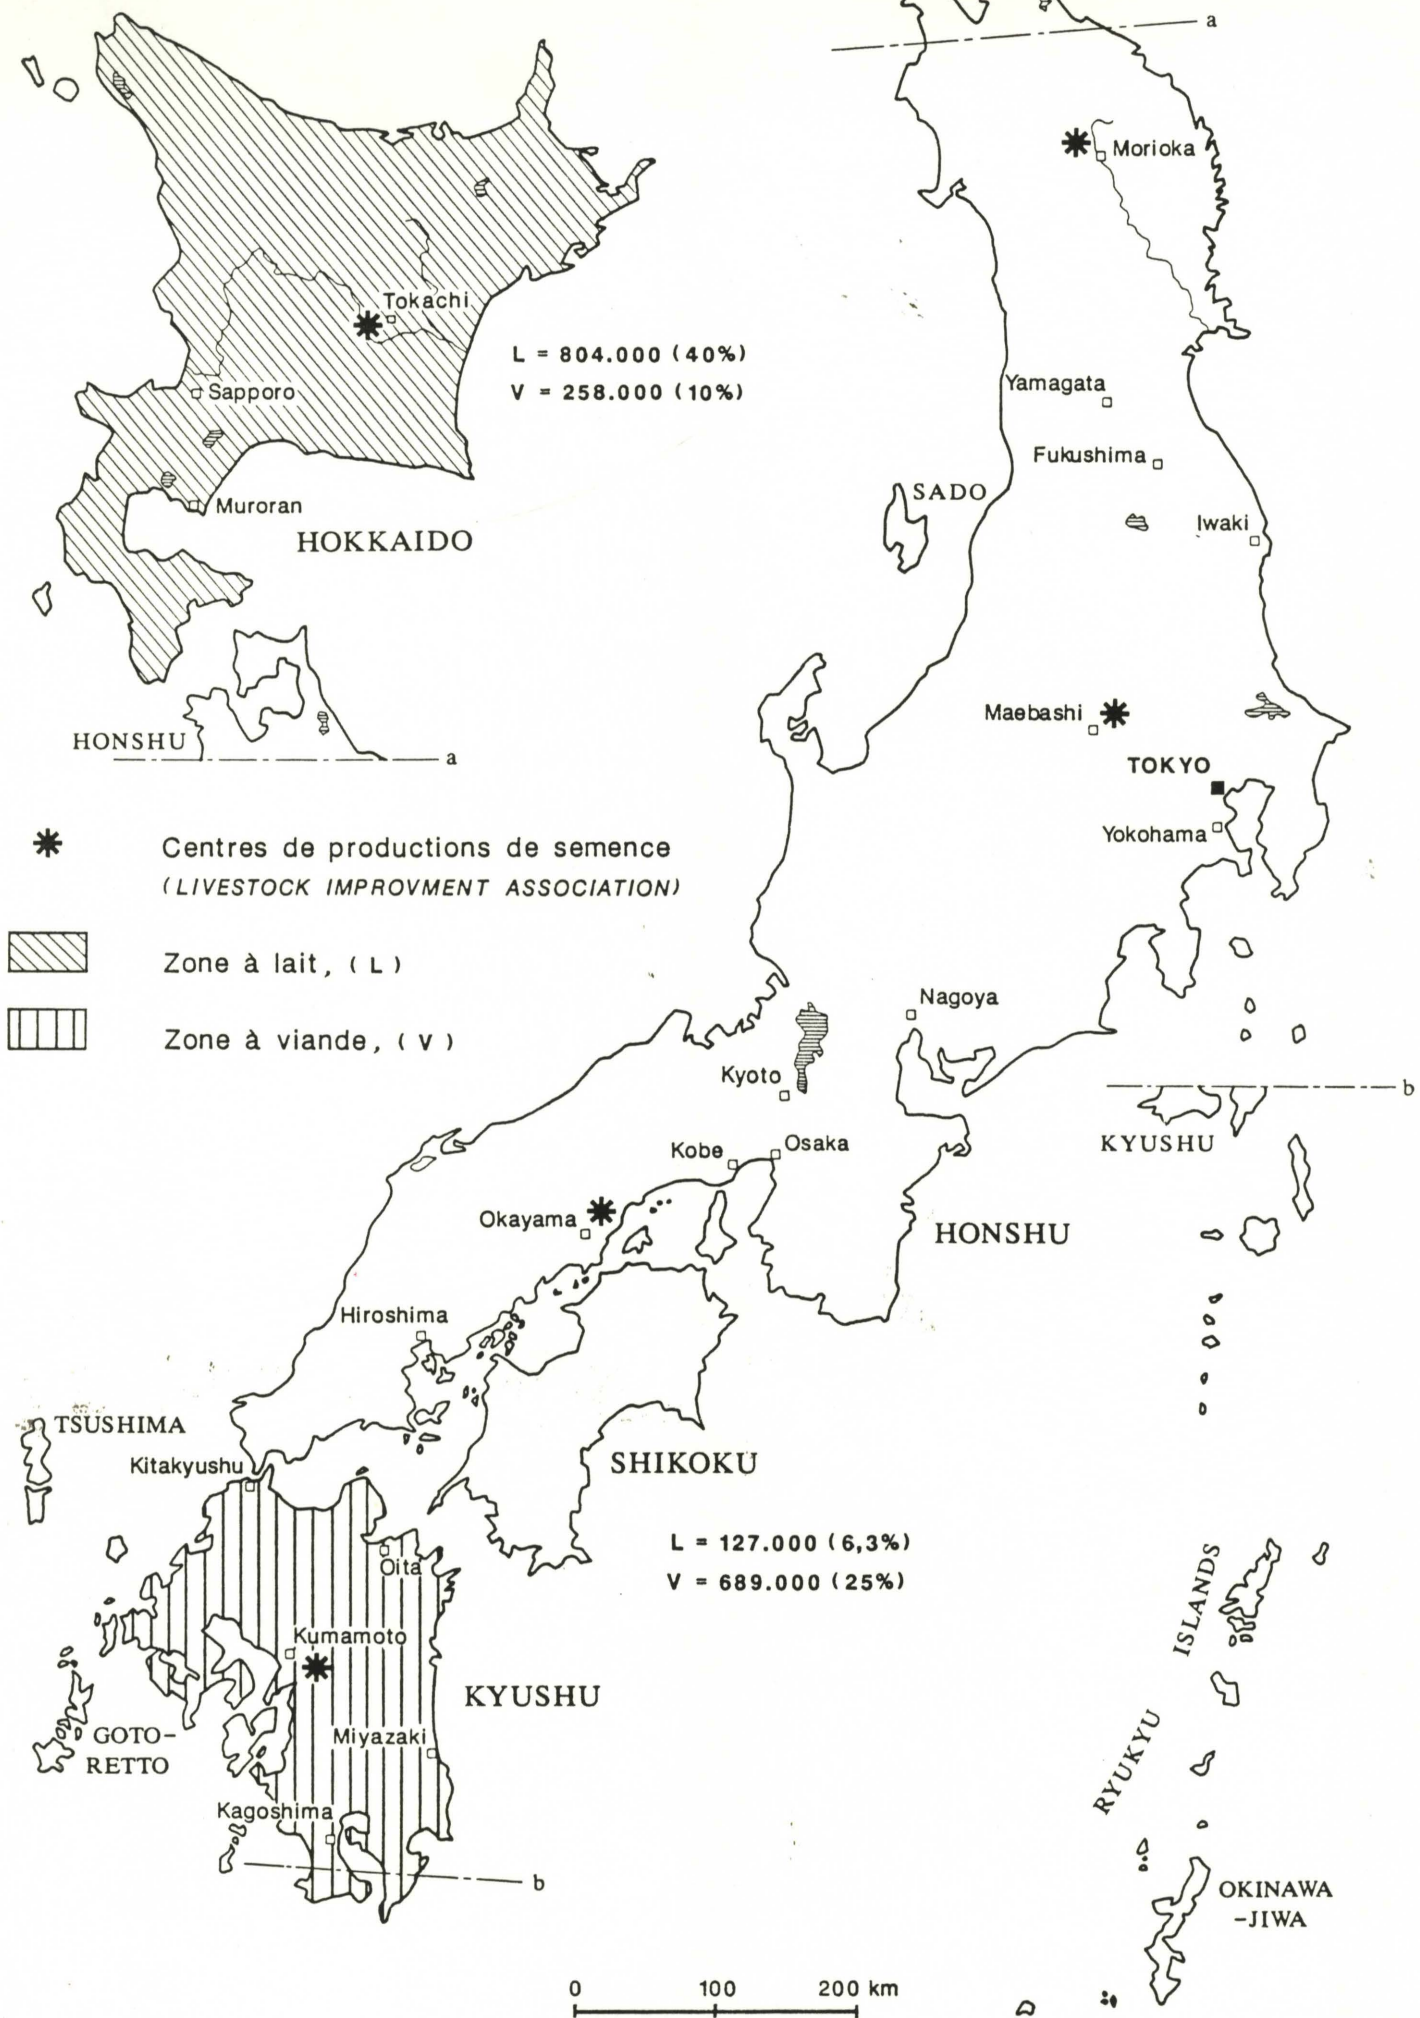 a
Morioka
Tokachi
L = 804.000 (40%)
V = 258.000 (10%)
Sapporo
Yamagata
Fukushima
SADO
Iwaki
Muroran
HOKKAIDO
Maebashi
HONSHU
a
TOKYO
Yokohama
Centres de productions de semence
(LIVESTOCK IMPROVMENT ASSOCIATION)
Zone à lait, ( L )
Zone à viande, ( V )
Nagoya
Kyoto
b
KYUSHU
Kobe
Osaka
Okayama
HONSHU
Hiroshima
TSUSHIMA
Kitakyushu
SHIKOKU
L = 127.000 (6,3%)
V = 689.000 (25%)
Oita
Kumamoto
KYUSHU
GOTO-
RETTO
Miyazaki
Kagoshima
b
RYUKYU ISLANDS
OKINAWA
-JIWA
0 100 200 km